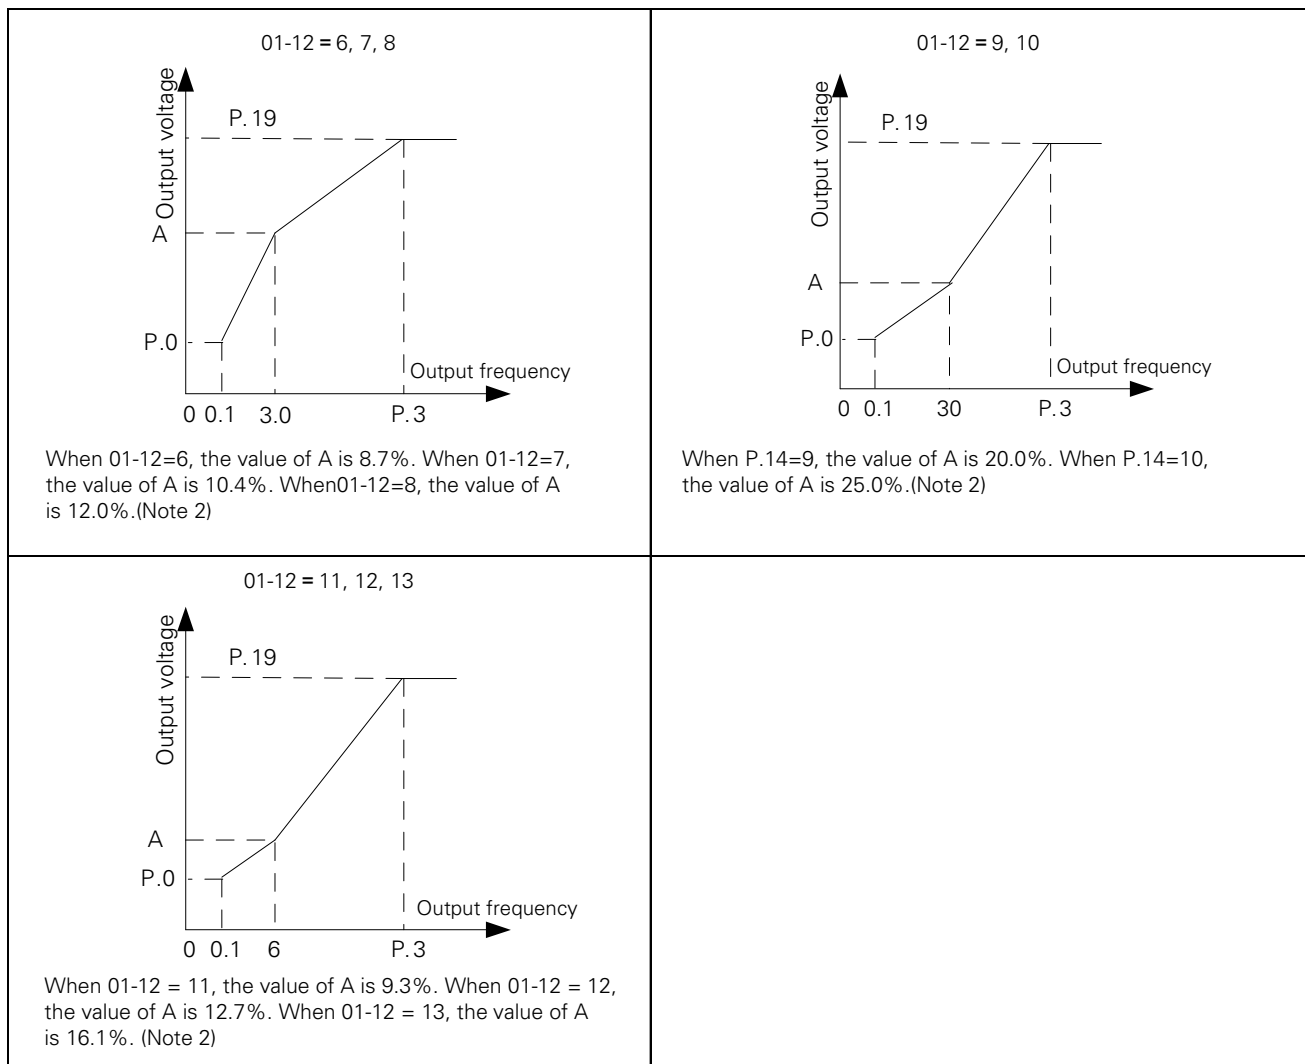 01-12 = 6, 7, 8
Output voltage
P.19
A
P.0
Output frequency
0 0.1 3.0 P.3
When 01-12=6, the value of A is 8.7%. When 01-12=7,
the value of A is 10.4%. When01-12=8, the value of A
is 12.0%.(Note 2)
01-12 = 9, 10
Output voltage
P.19
A
P.0
Output frequency
0 0.1 30 P.3
When P.14=9, the value of A is 20.0%. When P.14=10,
the value of A is 25.0%.(Note 2)
01-12 = 11, 12, 13
Output voltage
P.19
A
P.0
Output frequency
0 0.1 6 P.3
When 01-12 = 11, the value of A is 9.3%. When 01-12 = 12,
the value of A is 12.7%. When 01-12 = 13, the value of A
is 16.1%. (Note 2)